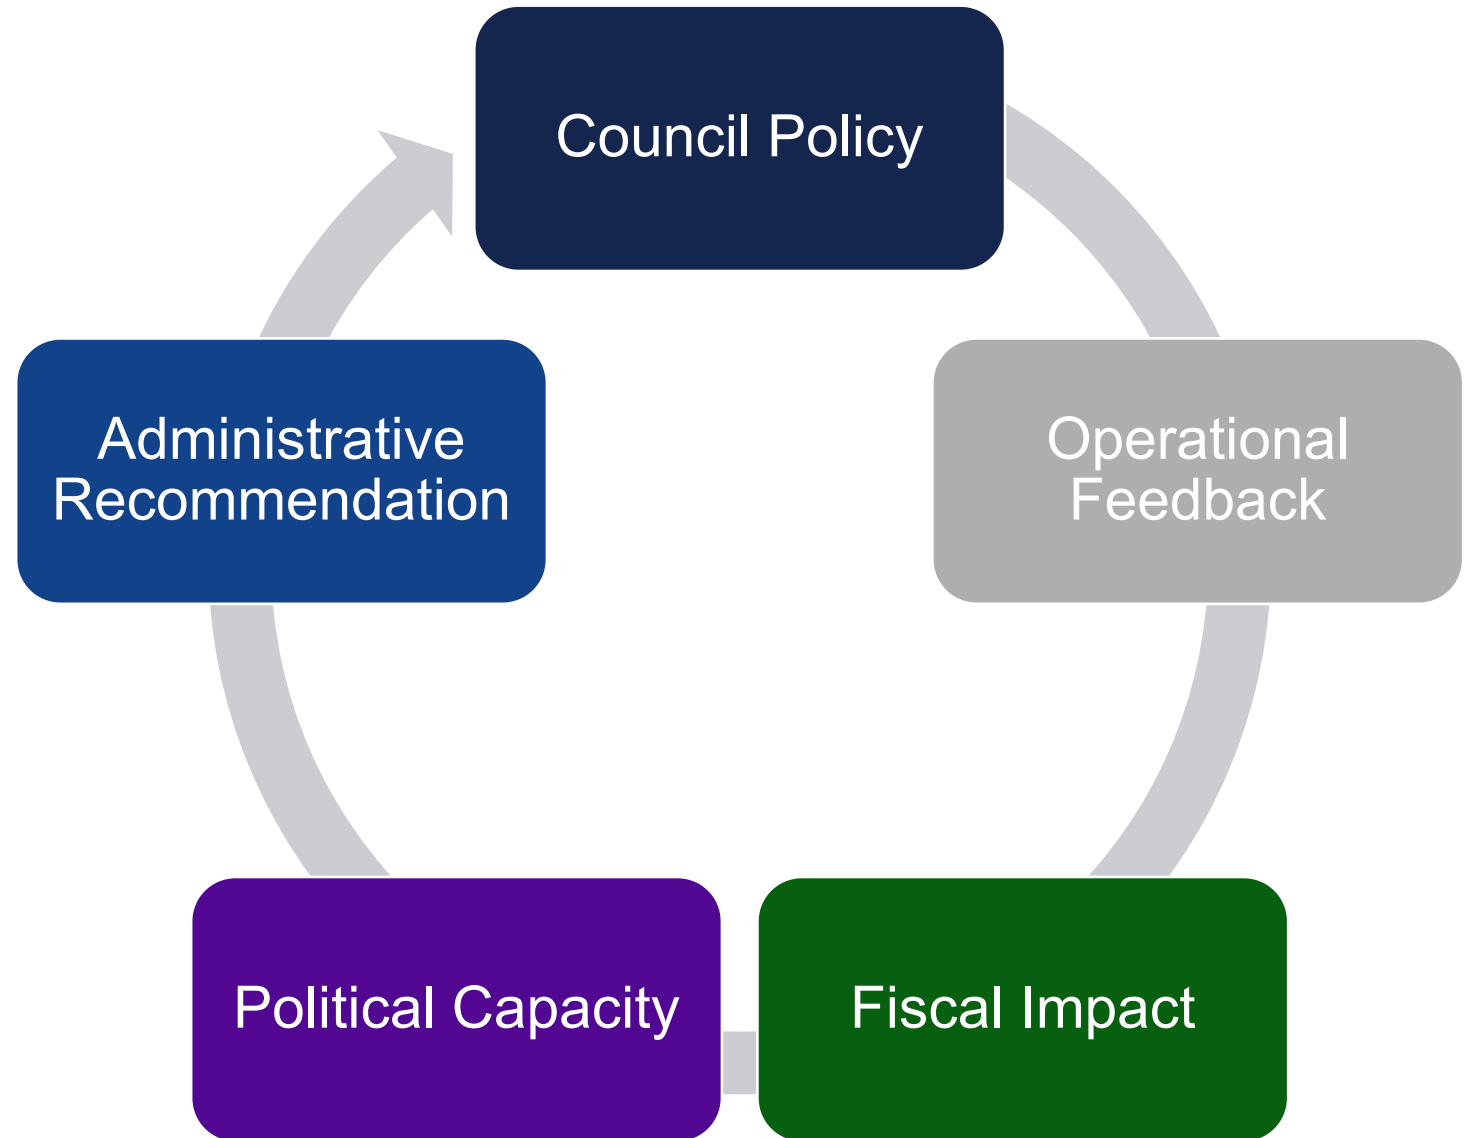 Council Policy
Operational
Feedback
Fiscal Impact
Political Capacity
Administrative
Recommendation